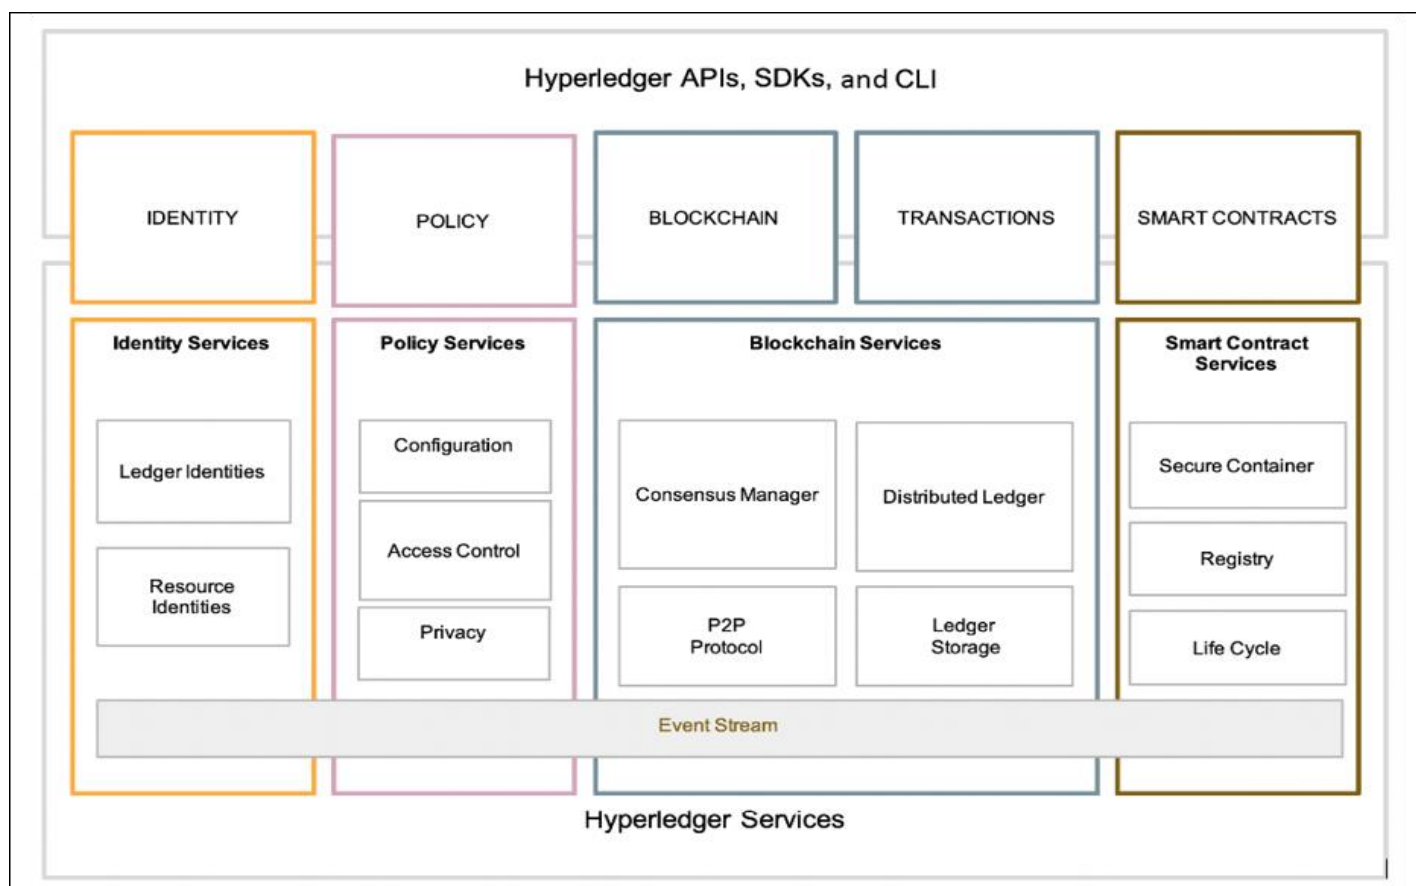 Hyperledger APIs, SDKs, and CLI
IDENTITY
POLICY
BLOCKCHAIN
TRANSACTIONS
SMART CONTRACTS
Identity Services
Ledger Identities
Resource
Identities
Policy Services
Configuration
Access Control
Privacy
Blockchain Services
Consensus Manager
Distributed Ledger
P2P
Protocol
Ledger
Storage
Smart Contract
Services
Secure Container
Registry
Life Cycle
Event Stream
Hyperledger Services